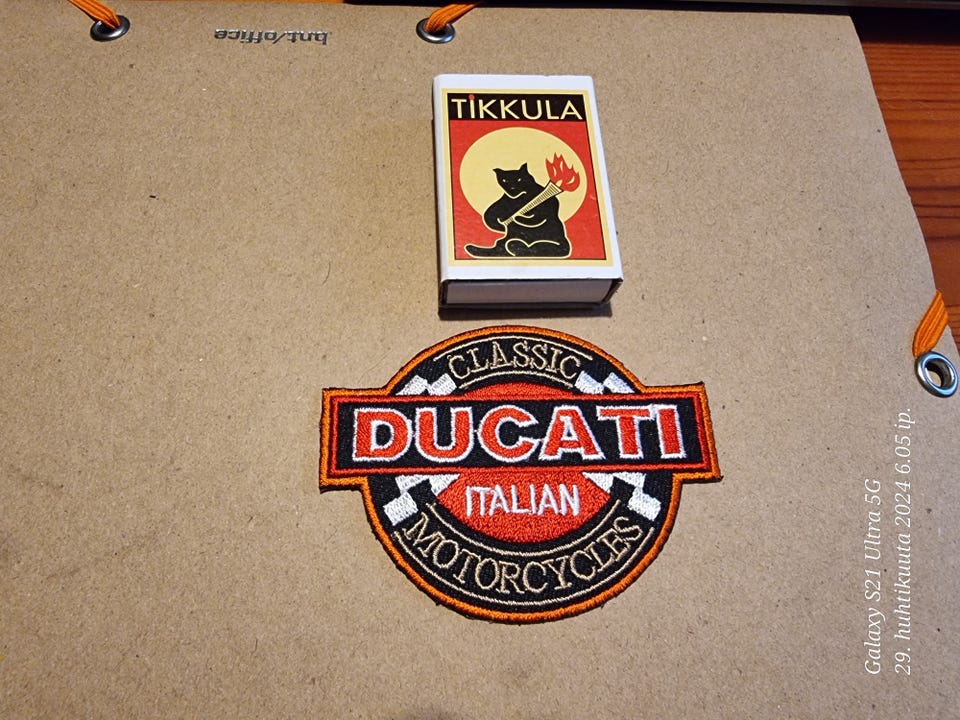 bnt/office
TiKKULA
CLASSIC
DUCATI
ITALIAN
MOTORCYCLES
Galaxy S21 Ultra 5G
29. huhtikuuta 2024 6.05 ip.